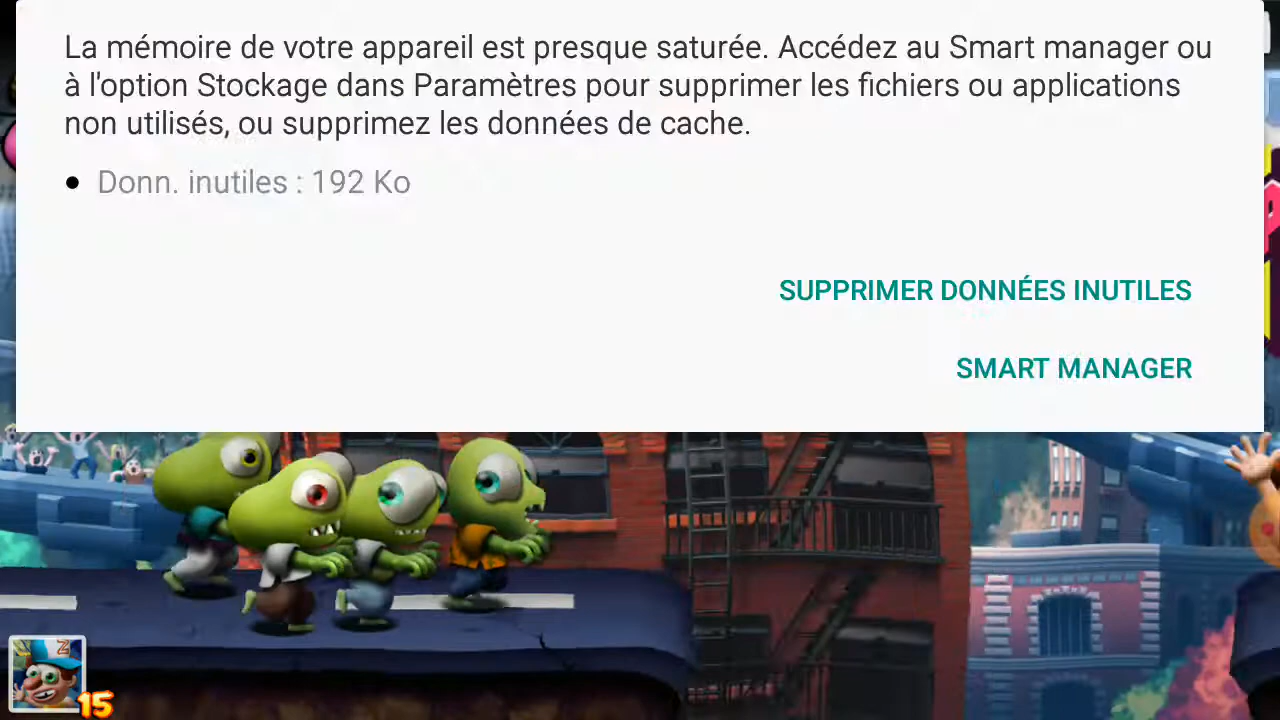 La mémoire de votre appareil est presque saturée. Accédez au Smart manager ou
à l'option Stockage dans Paramètres pour supprimer les fichiers ou applications
non utilisés, ou supprimez les données de cache.
• Donn. inutiles : 192 Ko
SUPPRIMER DONNÉES INUTILES
SMART MANAGER
Z
15